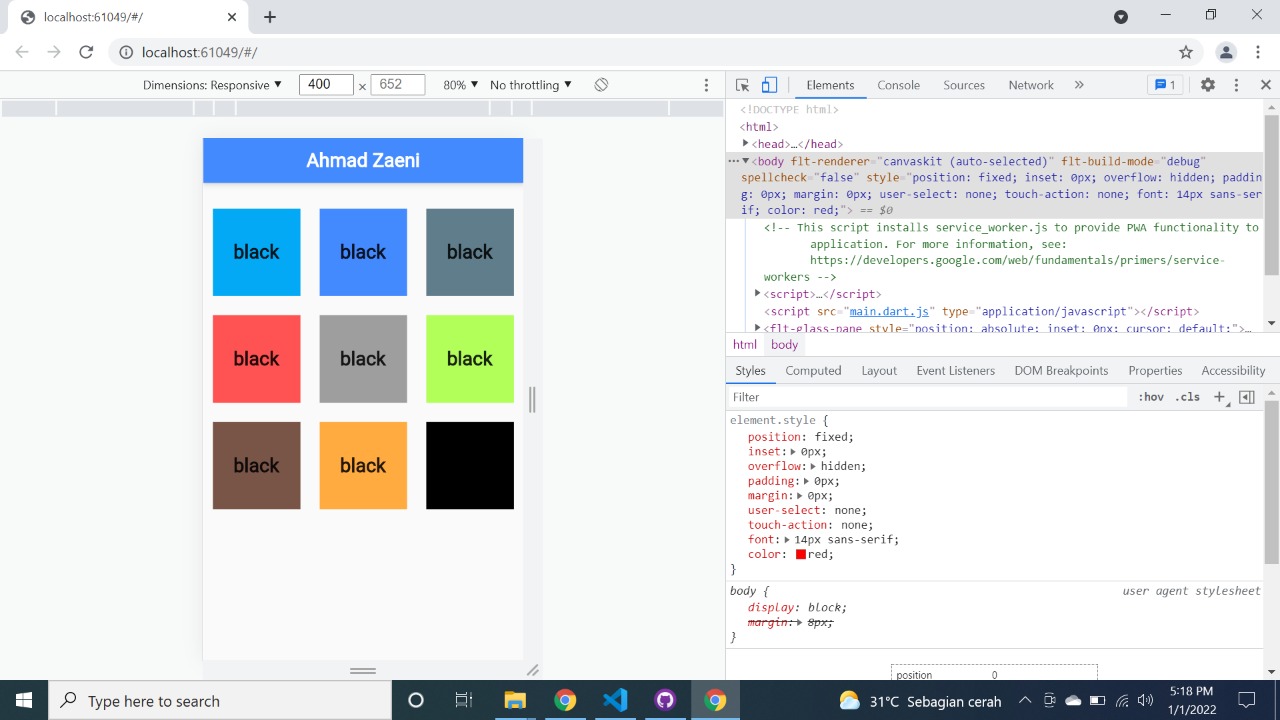 localhost:61049/#/
localhost:61049/#/
Dimensions: Responsive ▼ 400 × 652 80% ▼ No throttling ▼
Elements Console Sources Network » 1
Ahmad Zaeni
black black black
black black black
black black
<!DOCTYPE html>
<html>
<head>…</head>
<body flt-renderer="canvaskit (auto-selected)" flt-build-mode="debug"
spellcheck="false" style="position: fixed; inset: 0px; overflow: hidden; paddin
g: 0px; margin: 0px; user-select: none; touch-action: none; font: 14px sans-ser
if; color: red;"> == $0
<!-- This script installs service_worker.js to provide PWA functionality to
application. For more information, see:
https://developers.google.com/web/fundamentals/primers/service-
workers -->
<script>…</script>
<script src="main.dart.js" type="application/javascript"></script>
<flt-glass-pane style="position: absolute; inset: 0px; cursor: default;">…
html body
Styles Computed Layout Event Listeners DOM Breakpoints Properties Accessibility
Filter :hov .cls +
element.style {
position: fixed;
inset: 0px;
overflow: hidden;
padding: 0px;
margin: 0px;
user-select: none;
touch-action: none;
font: 14px sans-serif;
color: red;
}
body { user agent stylesheet
display: block;
margin: 8px;
}
position 0
Type here to search 31°C Sebagian cerah 5:18 PM
1/1/2022